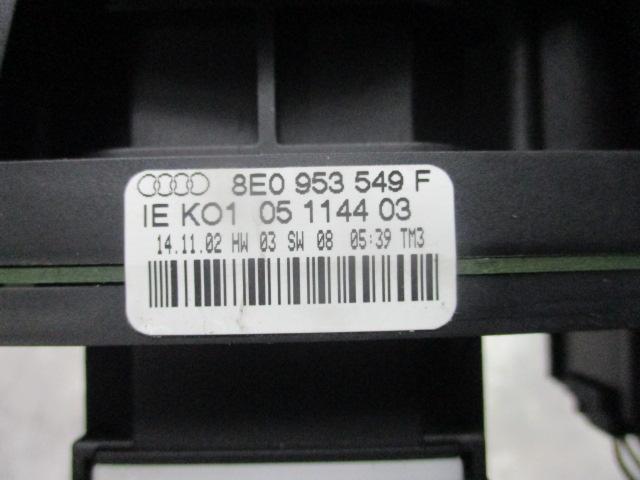 8E0 953 549 F
IE KO1 05 1144 03
14.11.02 HW 03 SW 08 05:39 TM3